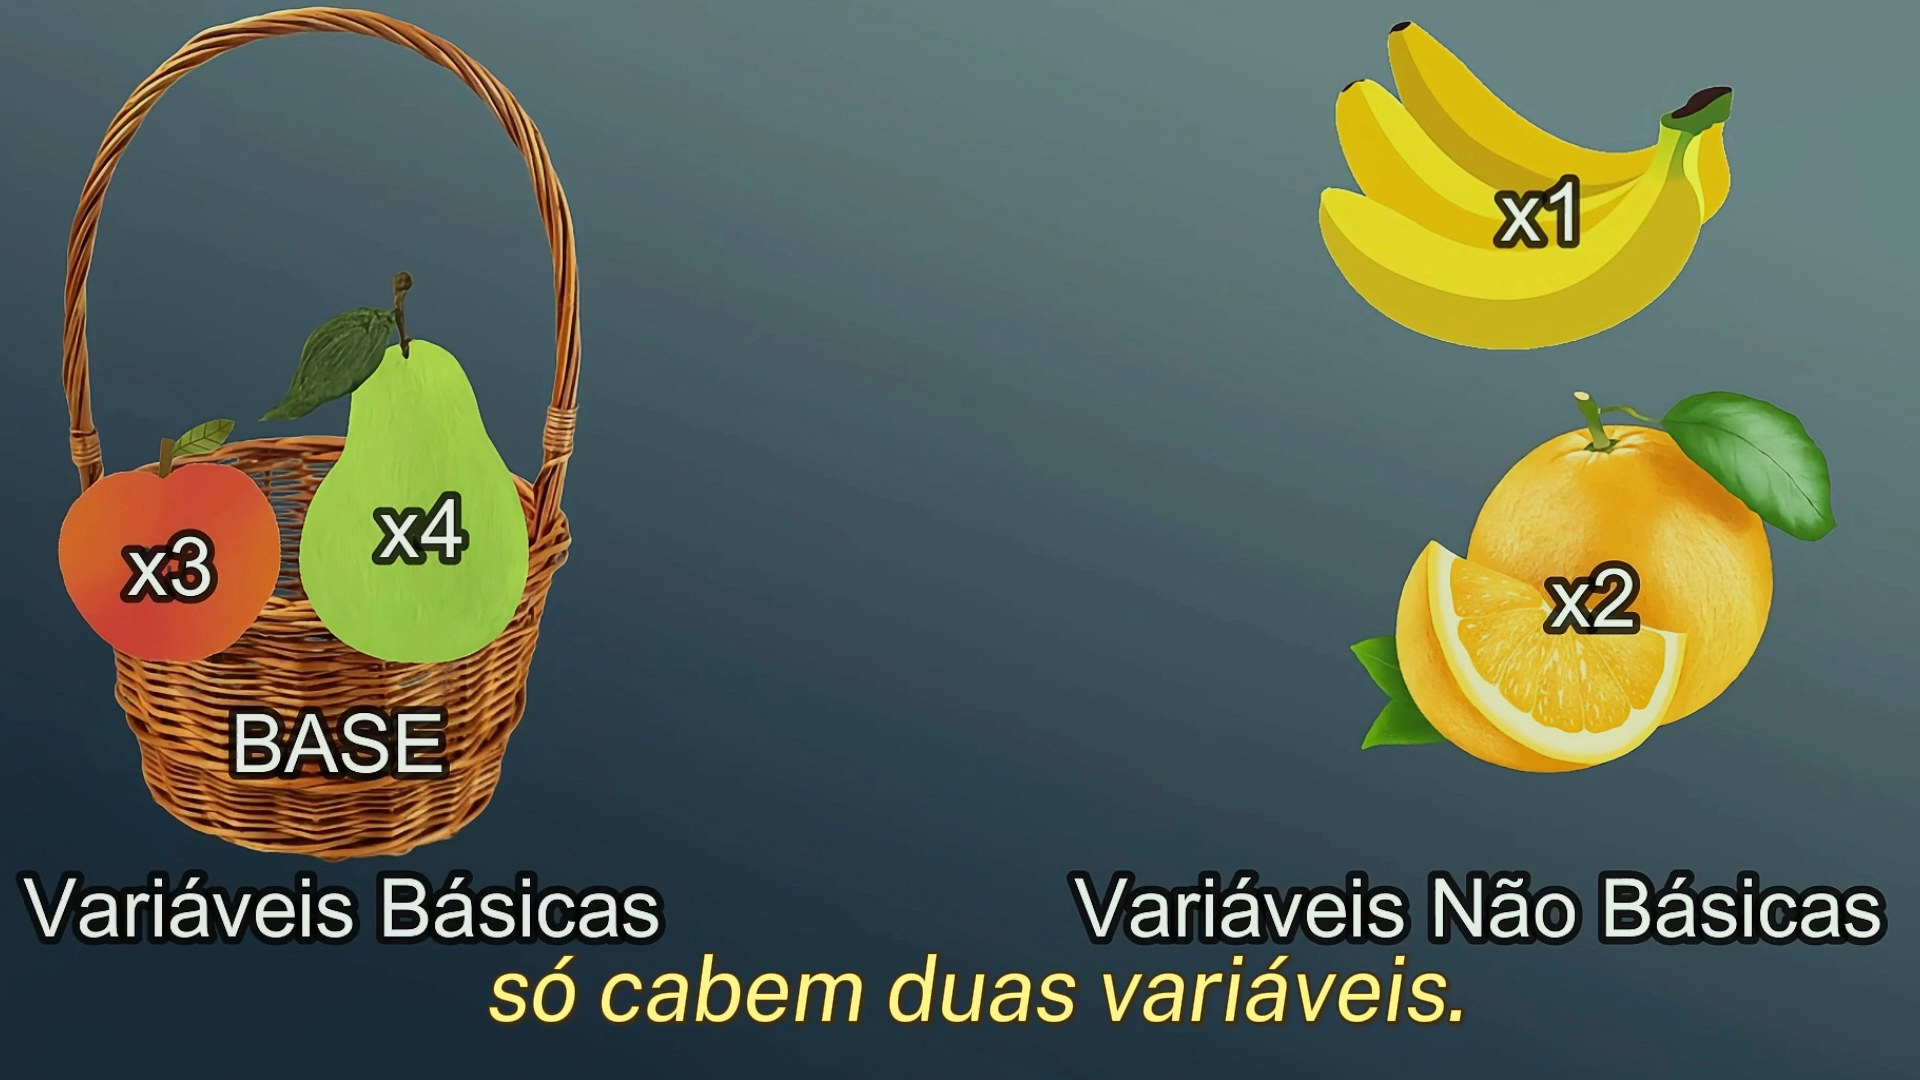 x1
x3
x4
x2
BASE
Variáveis Básicas
Variáveis Não Básicas
só cabem duas variáveis.